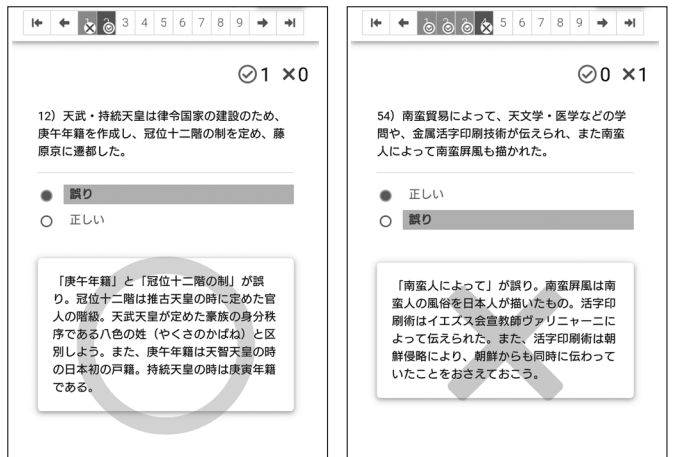 1 2 3 4 5 6 7 8 9
1 0
12）天武・持統天皇は律令国家の建設のため、
庚午年籍を作成し、冠位十二階の制を定め、藤
原京に遷都した。
誤り
正しい
「庚午年籍」と「冠位十二階の制」が誤
り。冠位十二階は推古天皇の時に定めた官
人の階級。天武天皇が定めた豪族の身分秩
序である八色の姓（やくさのかばね）と区
別しよう。また、庚午年籍は天智天皇の時
の日本初の戸籍。持統天皇の時は庚寅年籍
である。
1 2 3 4 5 6 7 8 9
0 1
54）南蛮貿易によって、天文学・医学などの学
問や、金属活字印刷技術が伝えられ、また南蛮
人によって南蛮屏風も描かれた。
正しい
誤り
「南蛮人によって」が誤り。南蛮屏風は南
蛮人の風俗を日本人が描いたもの。活字印
刷術はイエズス会宣教師ヴァリニャーニに
よって伝えられた。また、活字印刷術は朝
鮮侵略により、朝鮮からも同時に伝わって
いたことをおさえておこう。